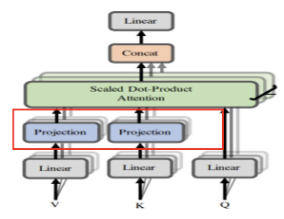 Linear
Concat
Scaled Dot-Product
Attention
Projection Projection
Linear Linear Linear
V K Q